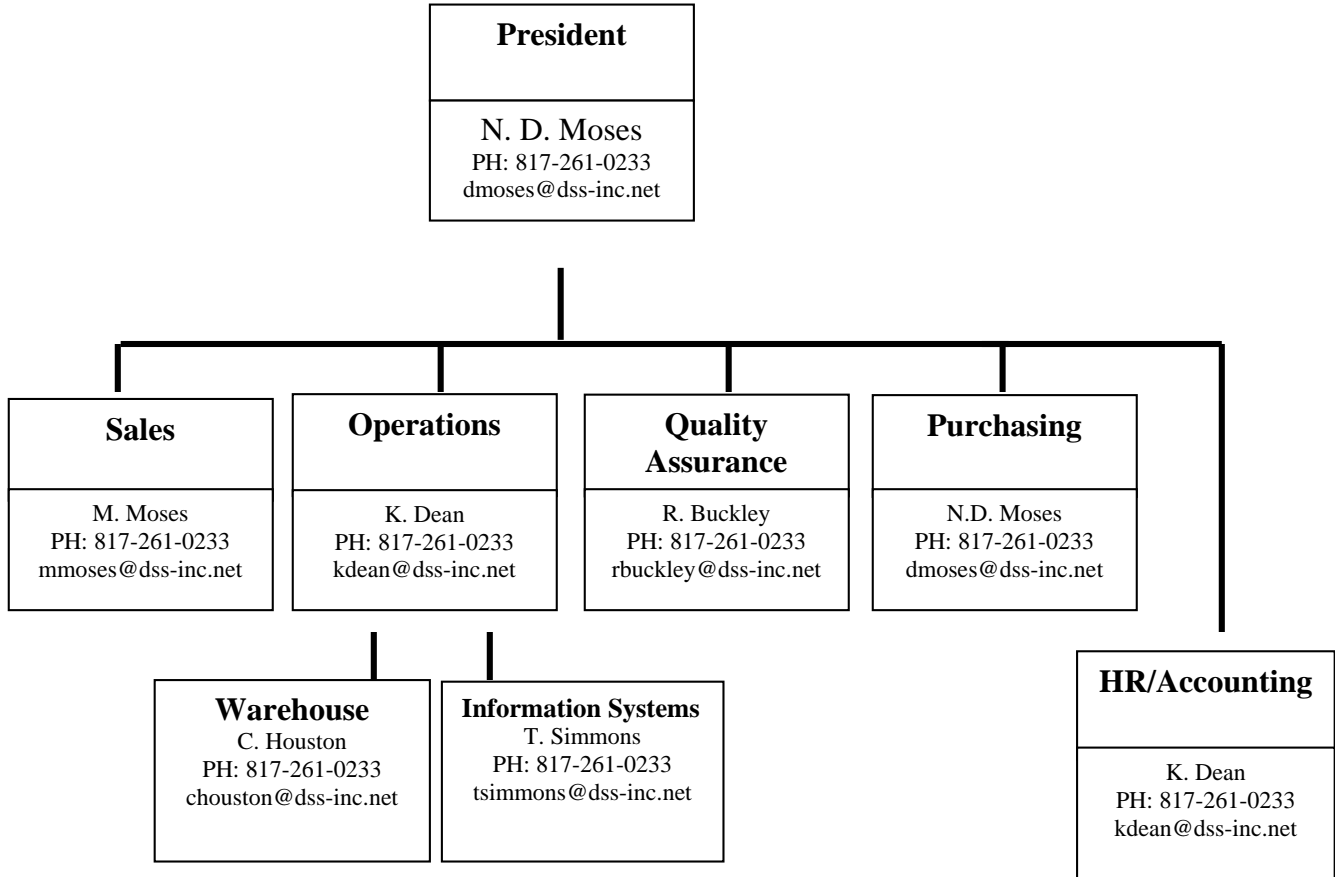 President
N. D. Moses
PH: 817-261-0233
dmoses@dss-inc.net
Sales
M. Moses
PH: 817-261-0233
mmoses@dss-inc.net
Operations
K. Dean
PH: 817-261-0233
kdean@dss-inc.net
Quality
Assurance
R. Buckley
PH: 817-261-0233
rbuckley@dss-inc.net
Purchasing
N.D. Moses
PH: 817-261-0233
dmoses@dss-inc.net
Warehouse
C. Houston
PH: 817-261-0233
chouston@dss-inc.net
Information Systems
T. Simmons
PH: 817-261-0233
tsimmons@dss-inc.net
HR/Accounting
K. Dean
PH: 817-261-0233
kdean@dss-inc.net